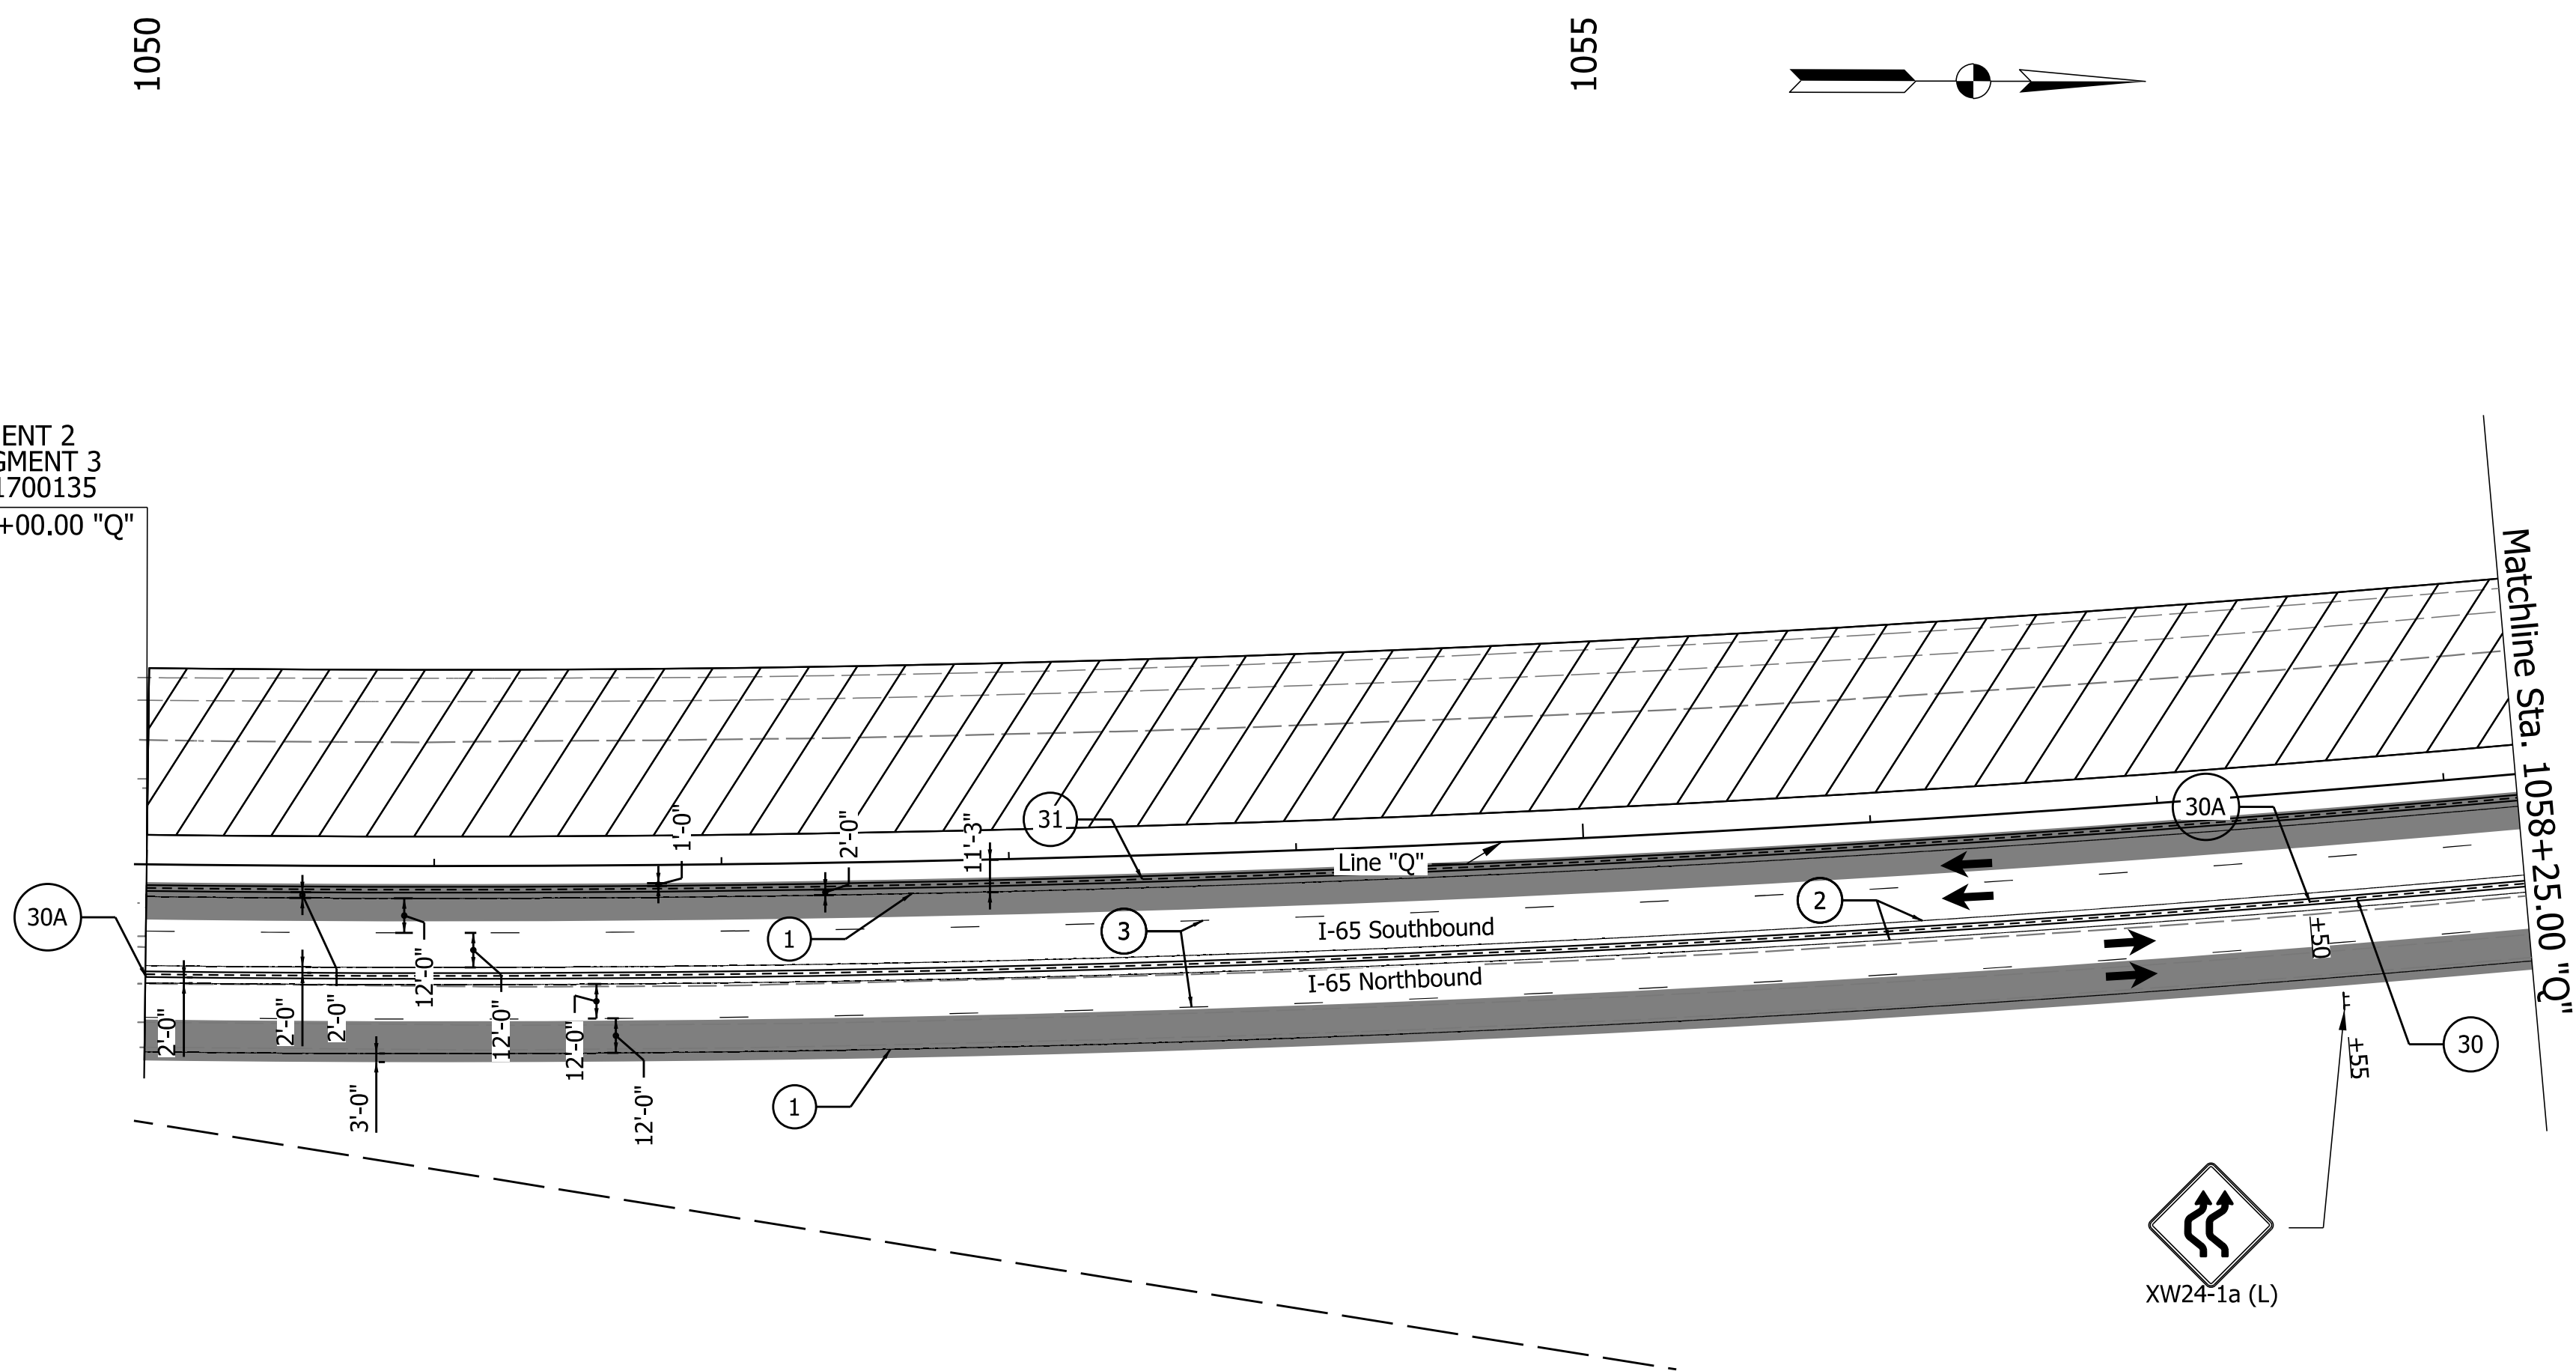 1050
1055
ENT 2
GMENT 3
1700135
+00.00 "Q"
Matchline Sta. 1058+25.00 "Q"
1'-0"
2'-0"
11'-3"
31
30A
Line "Q"
30A
1
3
2
I-65 Southbound
I-65 Northbound
+50
12'-0"
2'-0"
2'-0"
2'-0"
12'-0"
12'-0"
30
+55
3'-0"
12'-0"
1
XW24-1a (L)